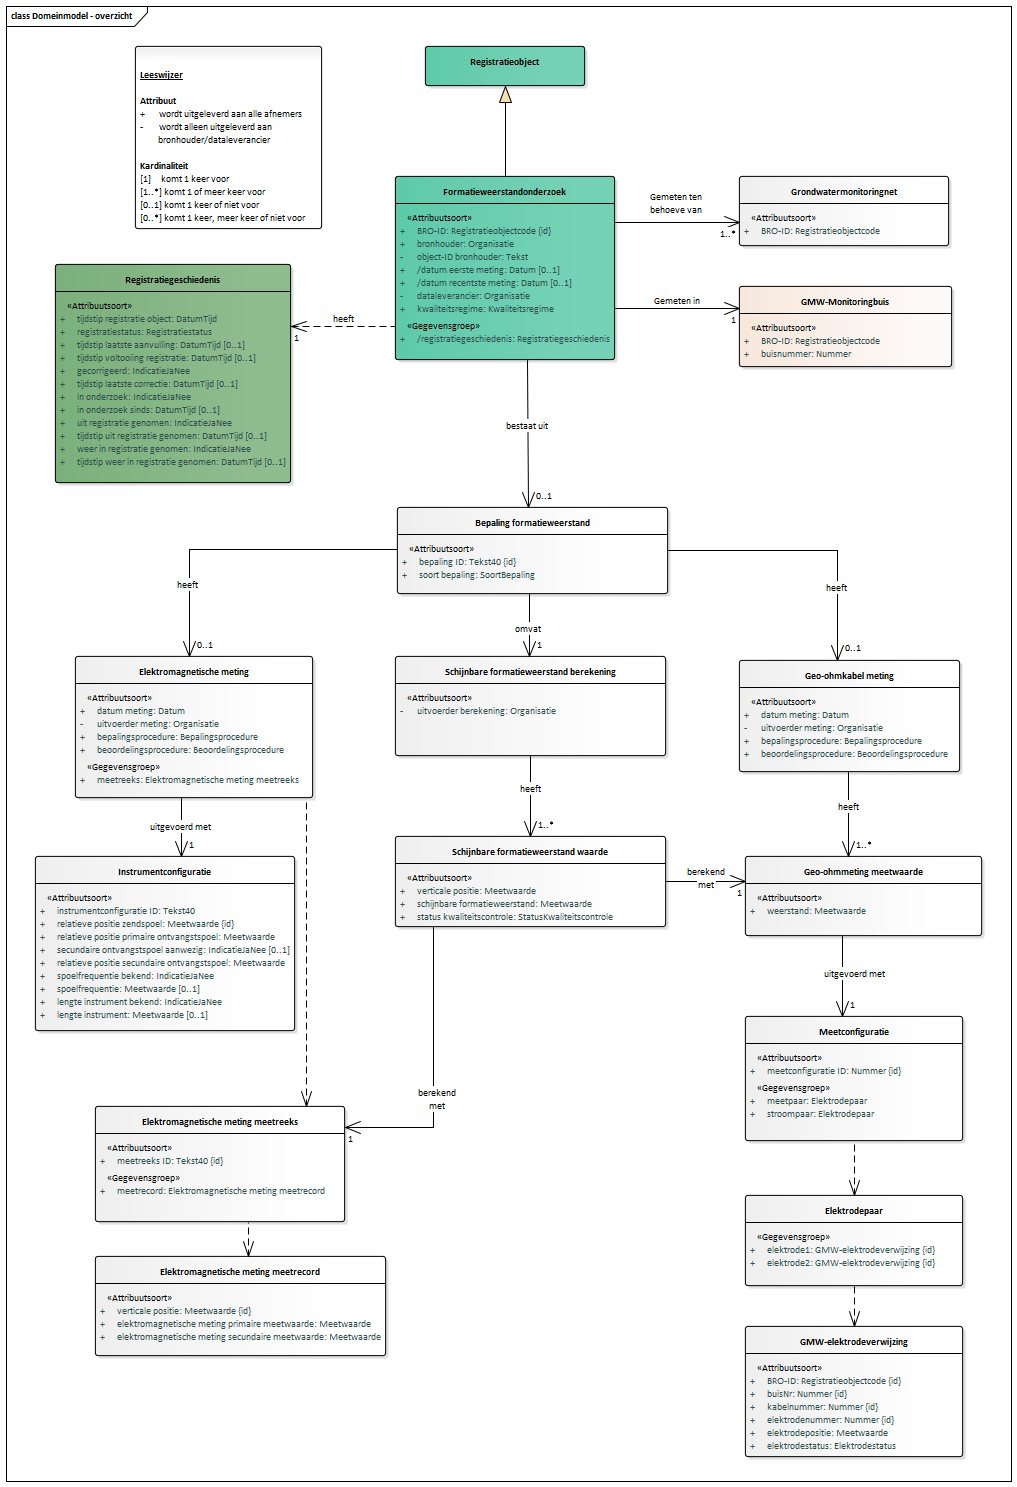 class Domeinmodel - overzicht
Leeswijzer
Attribuut
+ wordt uitgeleverd aan alle afnemers
- wordt alleen uitgeleverd aan
bronhouder/dataleverancier
Kardinaliteit
[1] komt 1 keer voor
[1..*] komt 1 of meer keer voor
[0..1] komt 1 keer of niet voor
[0..*] komt 1 keer, meer keer of niet voor
Registratieobject
Formatieweerstandonderzoek
«Attribuutsoort»
+ BRO-ID: Registratieobjectcode {id}
+ bronhouder: Organisatie
- object-ID bronhouder: Tekst
+ /datum eerste meting: Datum [0..1]
+ /datum recentste meting: Datum [0..1]
- dataleverancier: Organisatie
+ kwaliteitsregime: Kwaliteitsregime
«Gegevensgroep»
+ /registratiegeschiedenis: Registratiegeschiedenis
Gemeten ten
behoeve van
1..*
Grondwatermonitoringnet
«Attribuutsoort»
+ BRO-ID: Registratieobjectcode
Gemeten in
1
GMW-Monitoringbuis
«Attribuutsoort»
+ BRO-ID: Registratieobjectcode
+ buisnummer: Nummer
heeft
1
Registratiegeschiedenis
«Attribuutsoort»
+ tijdstip registratie object: DatumTijd
+ registratiestatus: Registratiestatus
+ tijdstip laatste aanvulling: DatumTijd [0..1]
+ tijdstip voltooiing registratie: DatumTijd [0..1]
+ gecorrigeerd: IndicatieJaNee
+ tijdstip laatste correctie: DatumTijd [0..1]
+ in onderzoek: IndicatieJaNee
+ in onderzoek sinds: DatumTijd [0..1]
+ uit registratie genomen: IndicatieJaNee
+ tijdstip uit registratie genomen: DatumTijd [0..1]
+ weer in registratie genomen: IndicatieJaNee
+ tijdstip weer in registratie genomen: DatumTijd [0..1]
bestaat uit
0..1
Bepaling formatieweerstand
«Attribuutsoort»
+ bepaling ID: Tekst40 {id}
+ soort bepaling: SoortBepaling
heeft
0..1
omvat
1
heeft
0..1
Elektromagnetische meting
«Attribuutsoort»
+ datum meting: Datum
- uitvoerder meting: Organisatie
+ bepalingsprocedure: Bepalingsprocedure
+ beoordelingsprocedure: Beoordelingsprocedure
«Gegevensgroep»
+ meetreeks: Elektromagnetische meting meetreeks
Schijnbare formatieweerstand berekening
«Attribuutsoort»
- uitvoerder berekening: Organisatie
Geo-ohmkabel meting
«Attribuutsoort»
+ datum meting: Datum
- uitvoerder meting: Organisatie
+ bepalingsprocedure: Bepalingsprocedure
+ beoordelingsprocedure: Beoordelingsprocedure
uitgevoerd met
1
heeft
1..*
heeft
1..*
Instrumentconfiguratie
«Attribuutsoort»
+ instrumentconfiguratie ID: Tekst40
+ relatieve positie zendspoel: Meetwaarde {id}
+ relatieve positie primaire ontvangstspoel: Meetwaarde
+ secundaire ontvangstspoel aanwezig: IndicatieJaNee [0..1]
+ relatieve positie secundaire ontvangstspoel: Meetwaarde
+ spoelfrequentie bekend: IndicatieJaNee
+ spoelfrequentie: Meetwaarde [0..1]
+ lengte instrument bekend: IndicatieJaNee
+ lengte instrument: Meetwaarde [0..1]
Schijnbare formatieweerstand waarde
«Attribuutsoort»
+ verticale positie: Meetwaarde
+ schijnbare formatieweerstand: Meetwaarde
+ status kwaliteitscontrole: StatusKwaliteitscontrole
berekend
met
1
Geo-ohmmeting meetwaarde
«Attribuutsoort»
+ weerstand: Meetwaarde
uitgevoerd met
1
Meetconfiguratie
«Attribuutsoort»
+ meetconfiguratie ID: Nummer {id}
«Gegevensgroep»
+ meetpaar: Elektrodepaar
+ stroompaar: Elektrodepaar
berekend
met
1
Elektromagnetische meting meetreeks
«Attribuutsoort»
+ meetreeks ID: Tekst40 {id}
«Gegevensgroep»
+ meetrecord: Elektromagnetische meting meetrecord
Elektrodepaar
«Gegevensgroep»
+ elektrode1: GMW-elektrodeverwijzing {id}
+ elektrode2: GMW-elektrodeverwijzing {id}
Elektromagnetische meting meetrecord
«Attribuutsoort»
+ verticale positie: Meetwaarde {id}
+ elektromagnetische meting primaire meetwaarde: Meetwaarde
+ elektromagnetische meting secundaire meetwaarde: Meetwaarde
GMW-elektrodeverwijzing
«Attribuutsoort»
+ BRO-ID: Registratieobjectcode {id}
+ buisNr: Nummer {id}
+ kabelnummer: Nummer {id}
+ elektrodenummer: Nummer {id}
+ elektrodepositie: Meetwaarde
+ elektrodestatus: Elektrodestatus